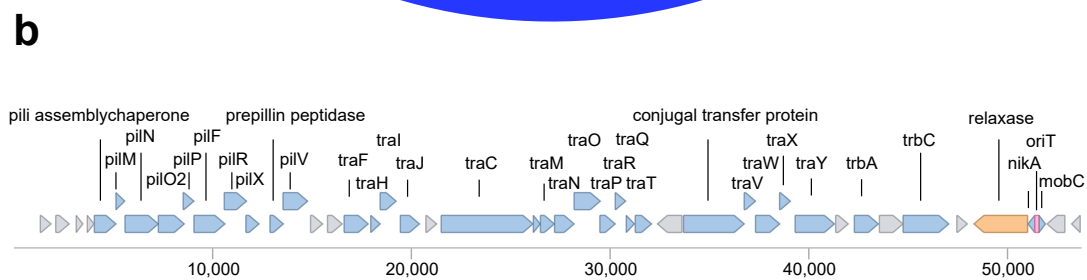 b
pili assemblychaperone prepillin peptidase conjugal transfer protein relaxase
pilN pilF traI traO traQ traX trbC oriT
pilM pilP pilR pilV traF traJ traC traM traR traW traY trbA nikA
pilO2 pilX traH traN traP traT traV mobC
10,000 20,000 30,000 40,000 50,000